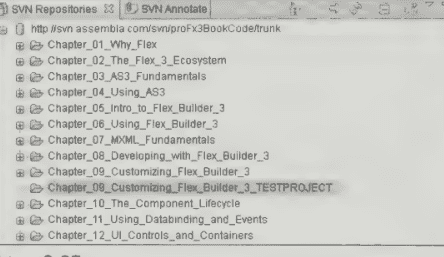 SVN Repositories SVN Annotate
http://svn.assembla.com/svn/proFx3BookCode/trunk
Chapter_01_Why_Flex
Chapter_02_The_Flex_3_Ecosystem
Chapter_03_AS3_Fundamentals
Chapter_04_Using_AS3
Chapter_05_Intro_to_Flex_Builder_3
Chapter_06_Using_Flex_Builder_3
Chapter_07_MXML_Fundamentals
Chapter_08_Developing_with_Flex_Builder_3
Chapter_09_Customizing_Flex_Builder_3
Chapter_09_Customizing_Flex_Builder_3_TESTPROJECT
Chapter_10_The_Component_Lifecycle
Chapter_11_Using_Databinding_and_Events
Chapter_12_UI_Controls_and_Containers